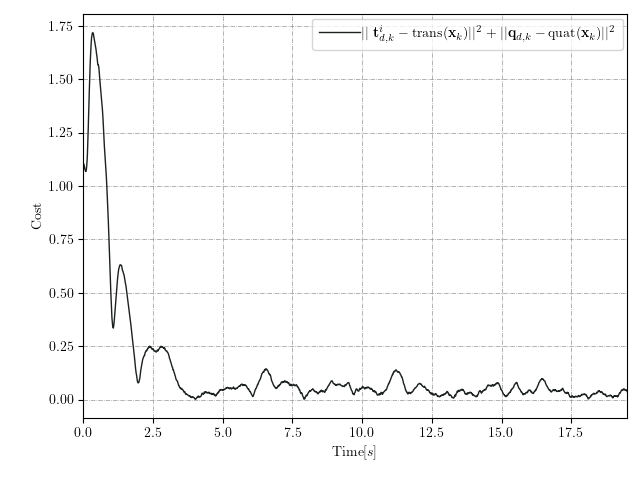 || t^i_{d,k} − trans(x_k)||^2 + ||q_{d,k} − quat(x_k)||^2
1.75
1.50
1.25
1.00
0.75
0.50
0.25
0.00
Cost
0.0 2.5 5.0 7.5 10.0 12.5 15.0 17.5
Time[s]